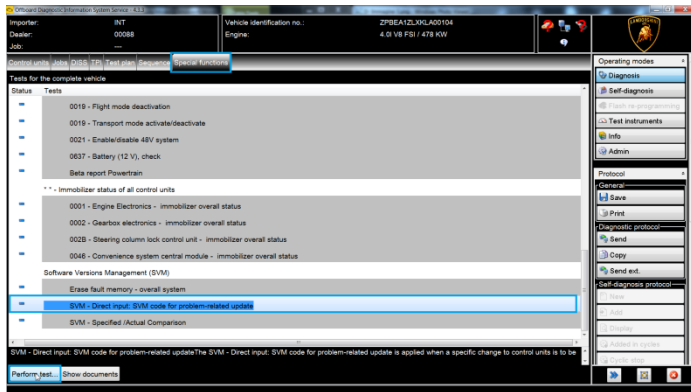 Offboard Diagnostic Information System Service - 4.3.3
Importer: INT
Dealer: 00088
Job: ---
Vehicle identification no.: ZPBEA1ZLXKLA00104
Engine: 4.0l V8 FSI / 478 KW
LAMBORGHINI
Control units Jobs DISS TPI Test plan Sequence Special functions
Tests for the complete vehicle
Status Tests
0019 - Flight mode deactivation
0019 - Transport mode activate/deactivate
0021 - Enable/disable 48V system
0637 - Battery (12 V), check
Beta report Powertrain
* * - Immobilizer status of all control units
0001 - Engine Electronics - immobilizer overall status
0002 - Gearbox electronics - immobilizer overall status
002B - Steering column lock control unit - immobilizer overall status
0046 - Convenience system central module - immobilizer overall status
Software Versions Management (SVM)
Erase fault memory - overall system
SVM - Direct input: SVM code for problem-related update
SVM - Specified /Actual Comparison
SVM - Direct input: SVM code for problem-related updateThe SVM - Direct input: SVM code for problem-related update is applied when a specific change to control units is to be
Perform test... Show documents
Operating modes
Diagnosis
Self-diagnosis
Flash re-programming
Test instruments
Info
Admin
Protocol
General
Save
Print
Diagnostic protocol
Send
Copy
Send ext.
Self-diagnosis protocol
New
Add
Display
Added in cycles
Cyclic stop